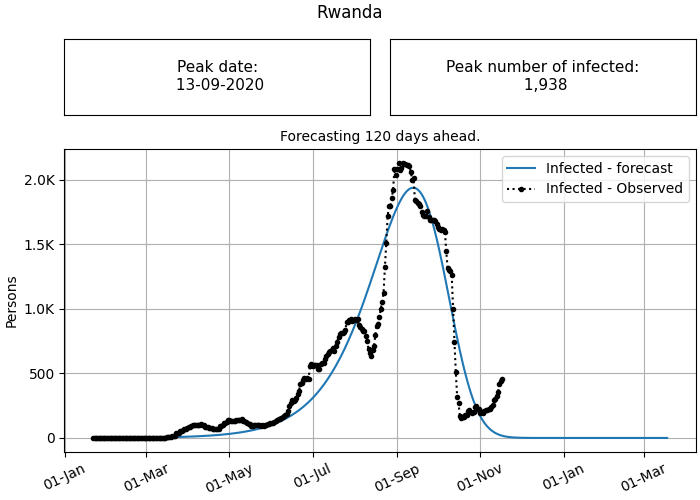 Rwanda
Peak date:
13-09-2020
Peak number of infected:
1,938
Forecasting 120 days ahead.
Infected - forecast
Infected - Observed
Persons
2.0K
1.5K
1.0K
500
0
01-Jan
01-Mar
01-May
01-Jul
01-Sep
01-Nov
01-Jan
01-Mar